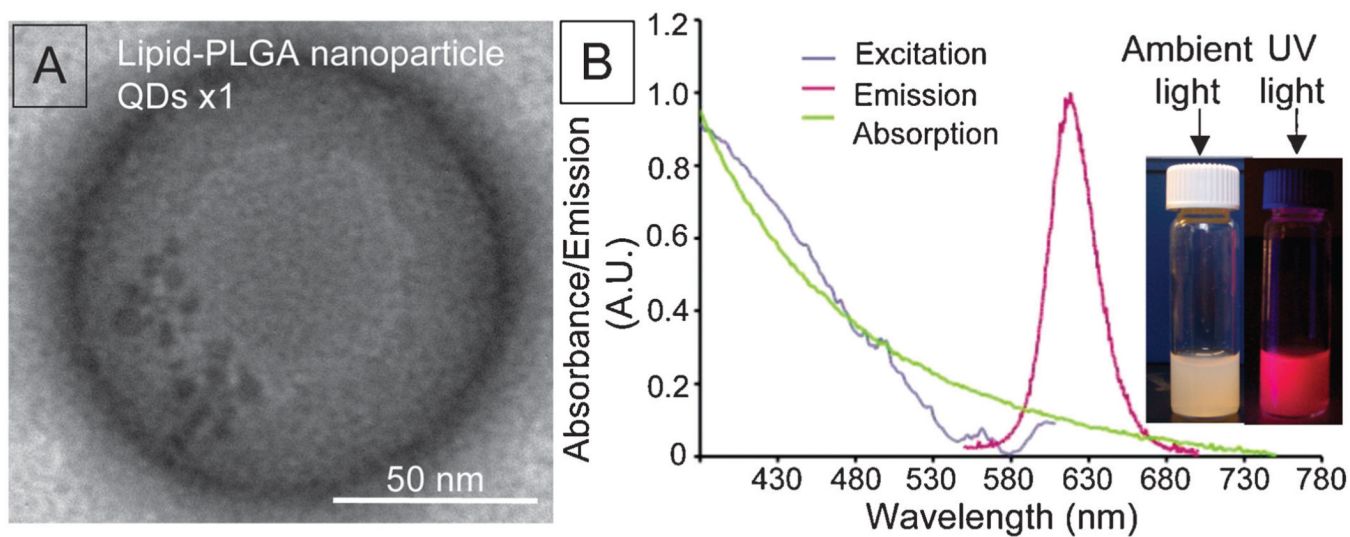 A
Lipid-PLGA nanoparticle
QDs x1
50 nm
B
Absorbance/Emission
(A.U.)
1.2
1.0
0.8
0.6
0.4
0.2
0
Excitation
Emission
Absorption
Ambient
light
UV
light
430 480 530 580 630 680 730 780
Wavelength (nm)